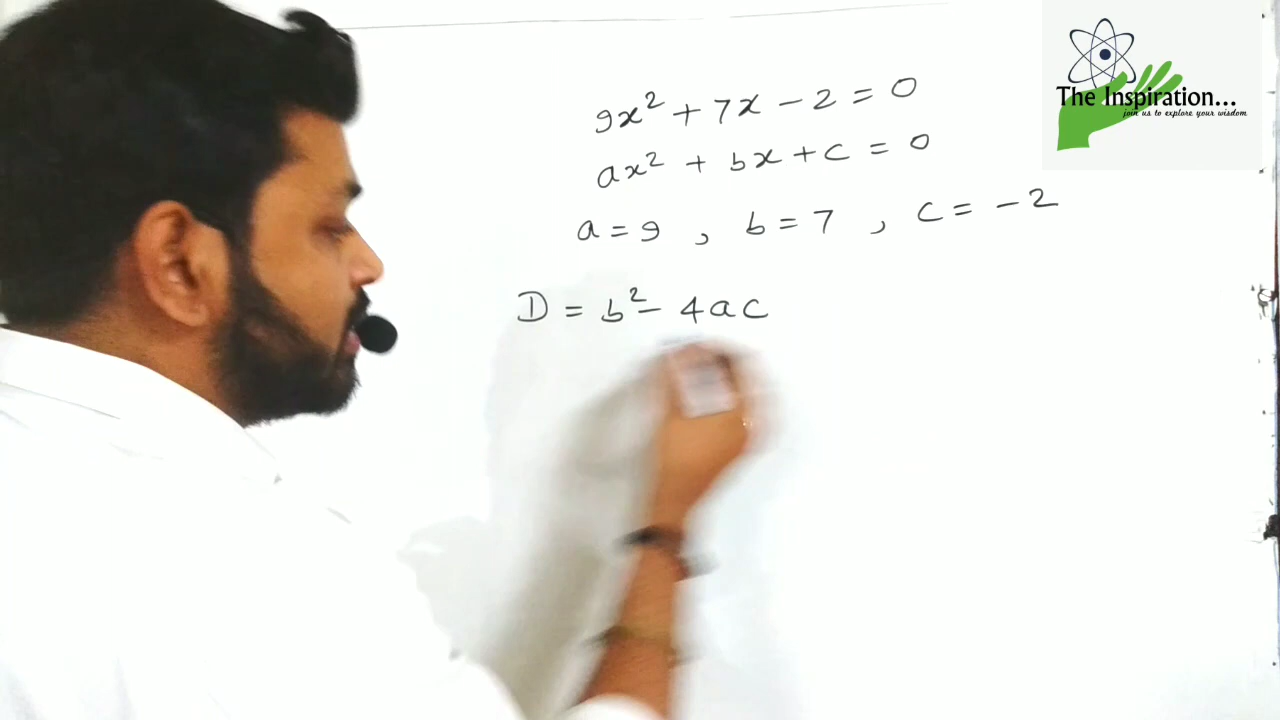 9x² + 7x - 2 = 0
ax² + bx + c = 0
a = 9 , b = 7 , c = -2
D = b² - 4ac
The Inspiration...
join us to explore your wisdom